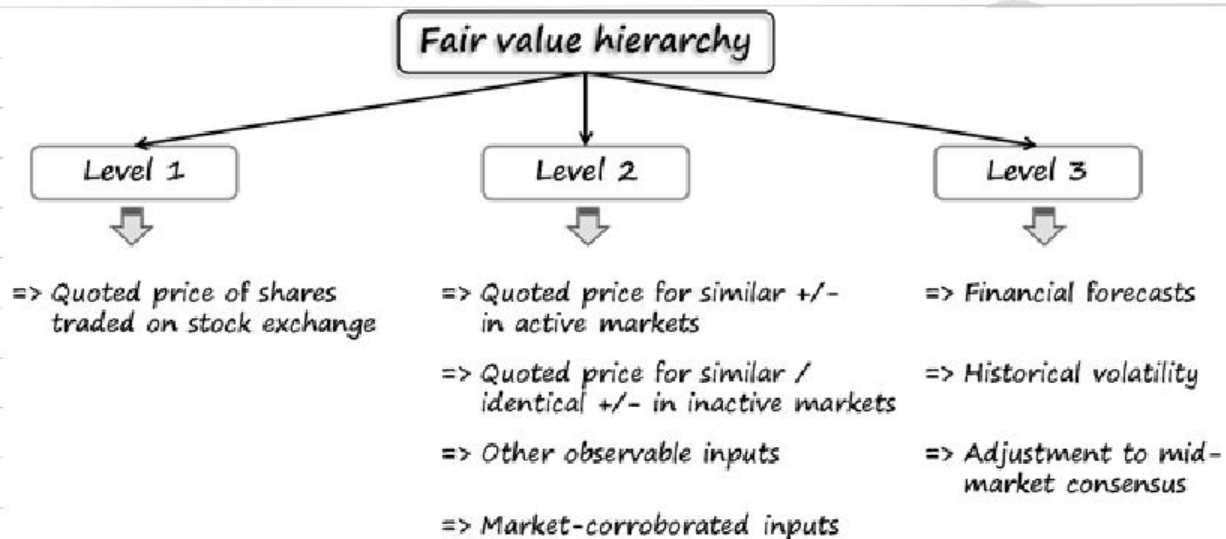 Fair value hierarchy
Level 1
Level 2
Level 3
=> Quoted price of shares
traded on stock exchange
=> Quoted price for similar +/-
in active markets
=> Quoted price for similar /
identical +/- in inactive markets
=> Other observable inputs
=> Market-corroborated inputs
=> Financial forecasts
=> Historical volatility
=> Adjustment to mid-
market consensus